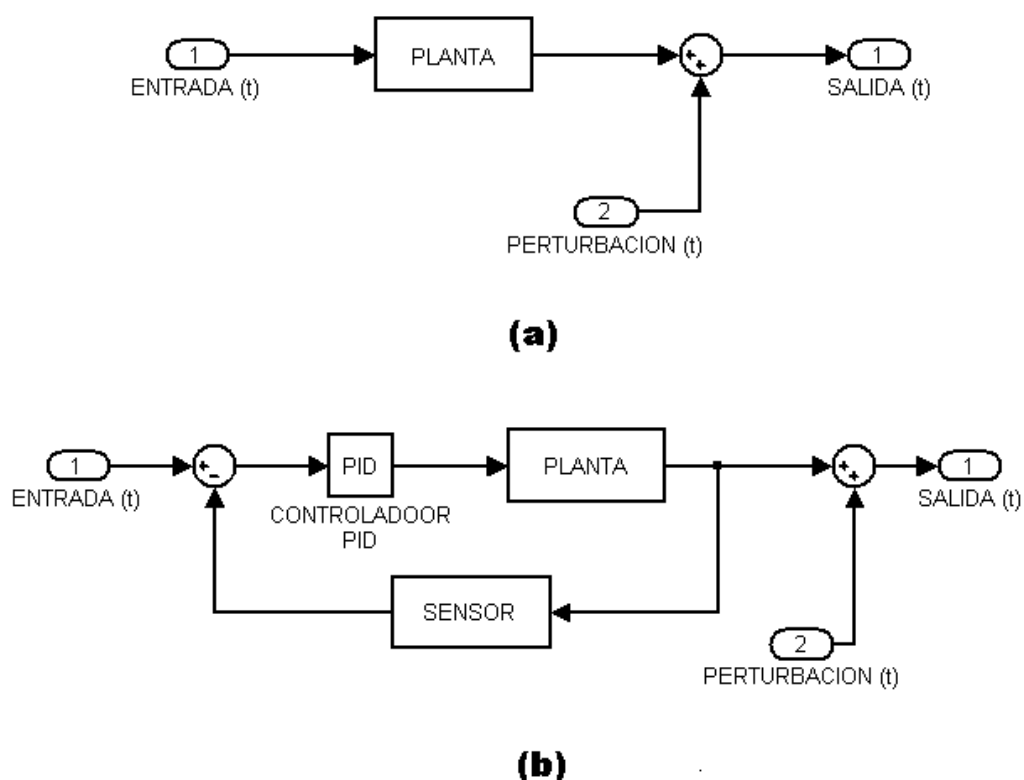 1
PLANTA
1
ENTRADA (t)
SALIDA (t)
2
PERTURBACION (t)
(a)
1
PID
PLANTA
1
ENTRADA (t)
CONTROLADOOR
PID
SALIDA (t)
SENSOR
2
PERTURBACION (t)
(b)